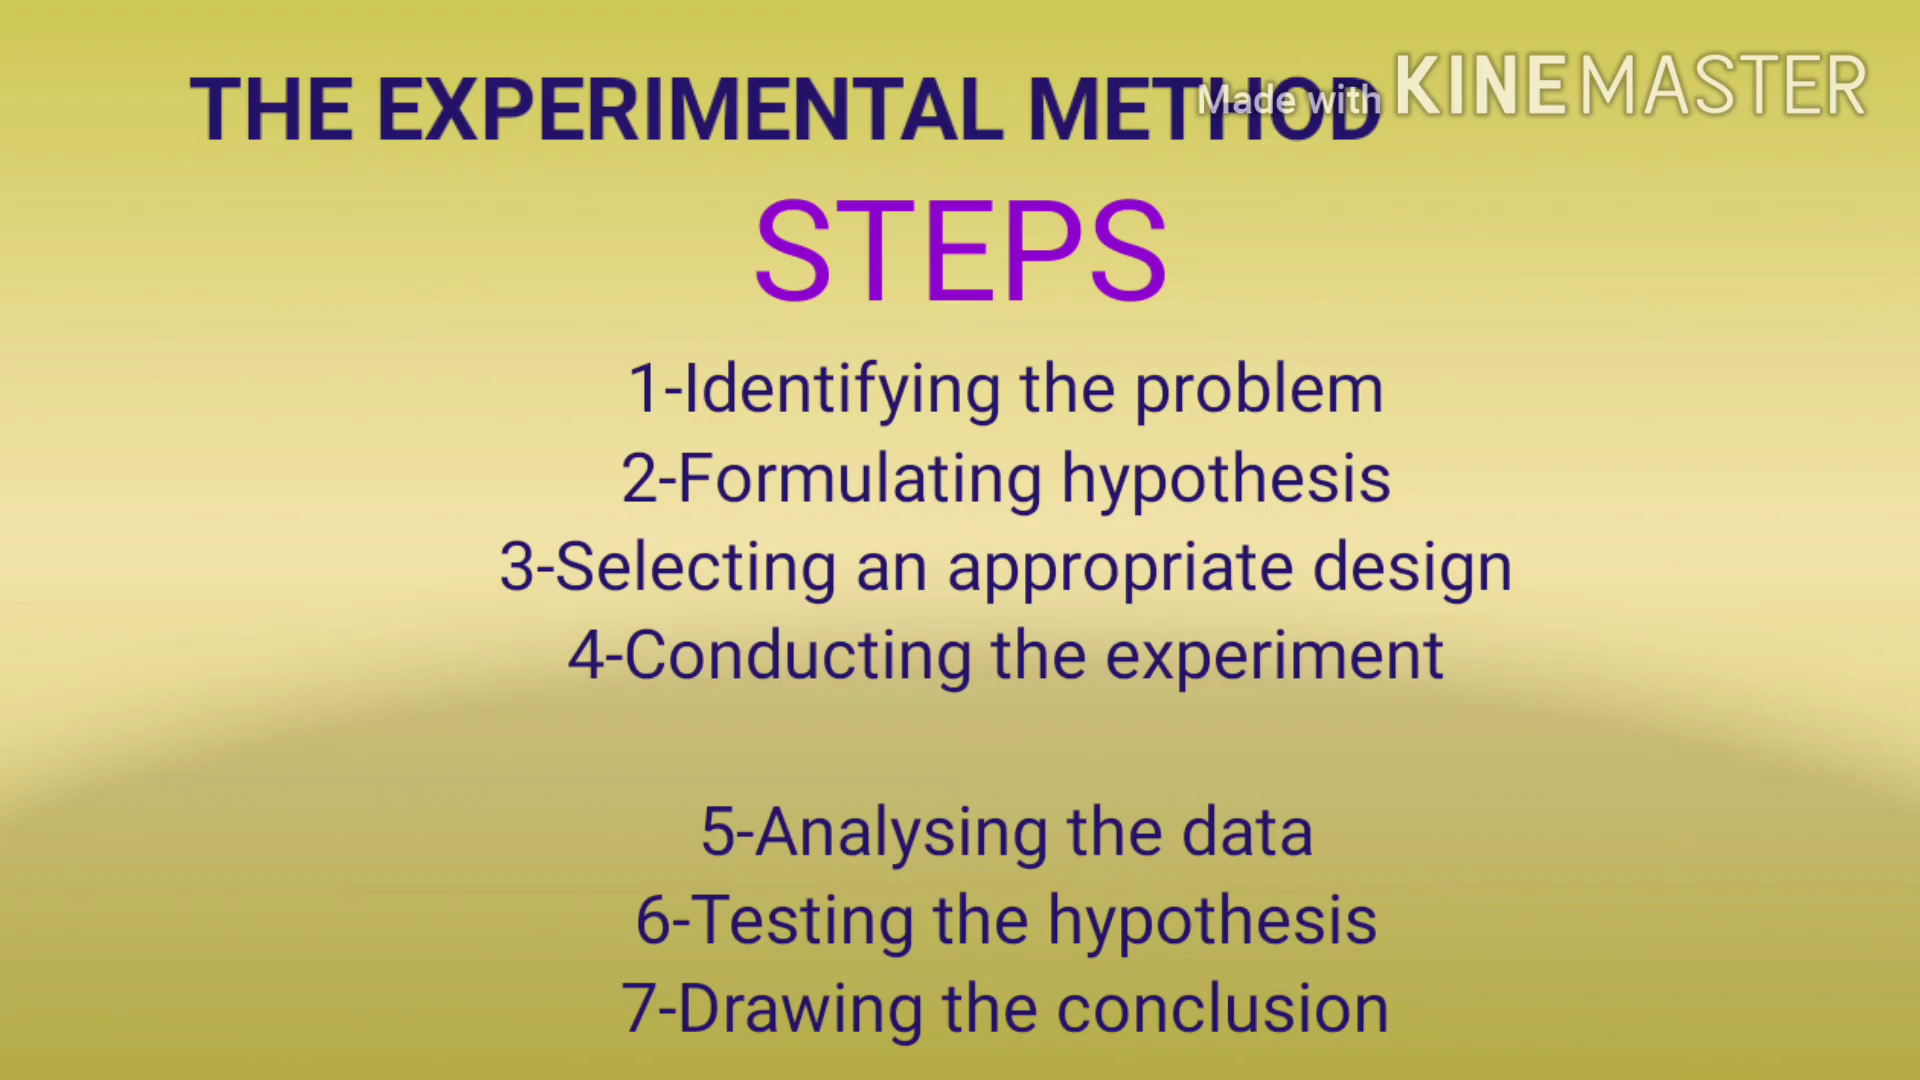 THE EXPERIMENTAL METHOD
Made with KINEMASTER
STEPS
1-Identifying the problem
2-Formulating hypothesis
3-Selecting an appropriate design
4-Conducting the experiment
5-Analysing the data
6-Testing the hypothesis
7-Drawing the conclusion